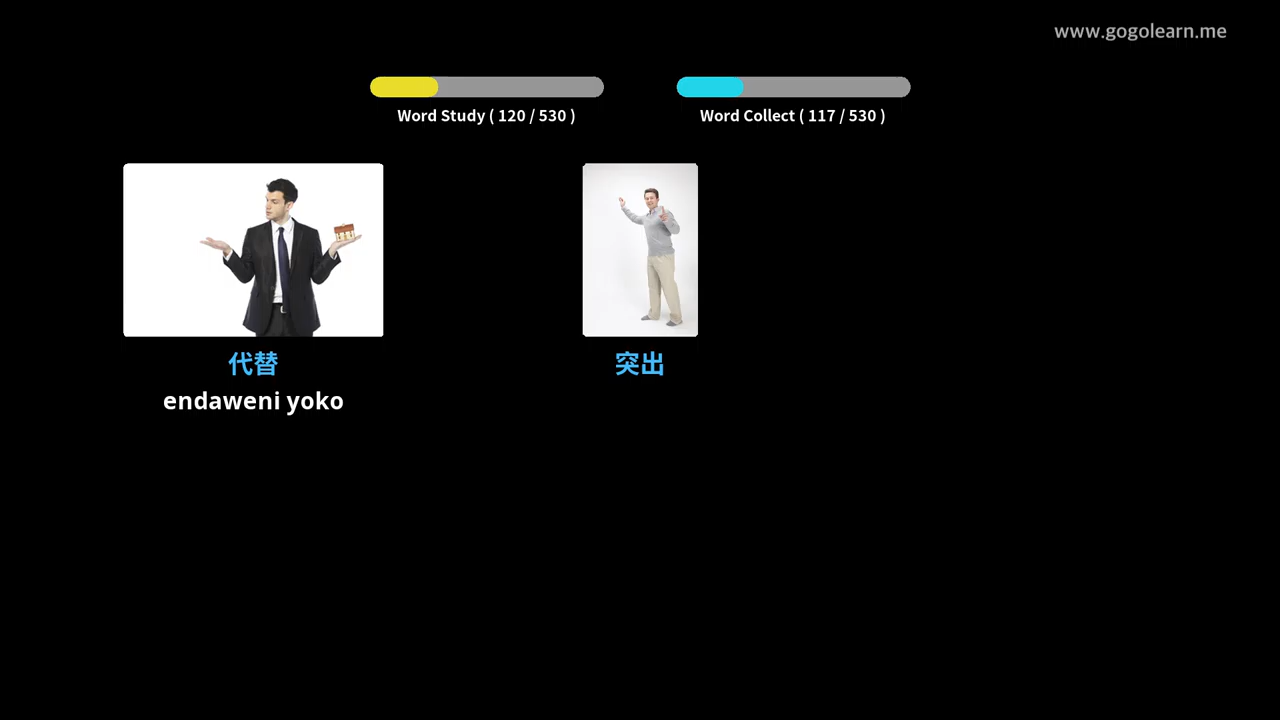 www.gogolearn.me
Word Study ( 120 / 530 )
Word Collect ( 117 / 530 )
代替
突出
endaweni yoko